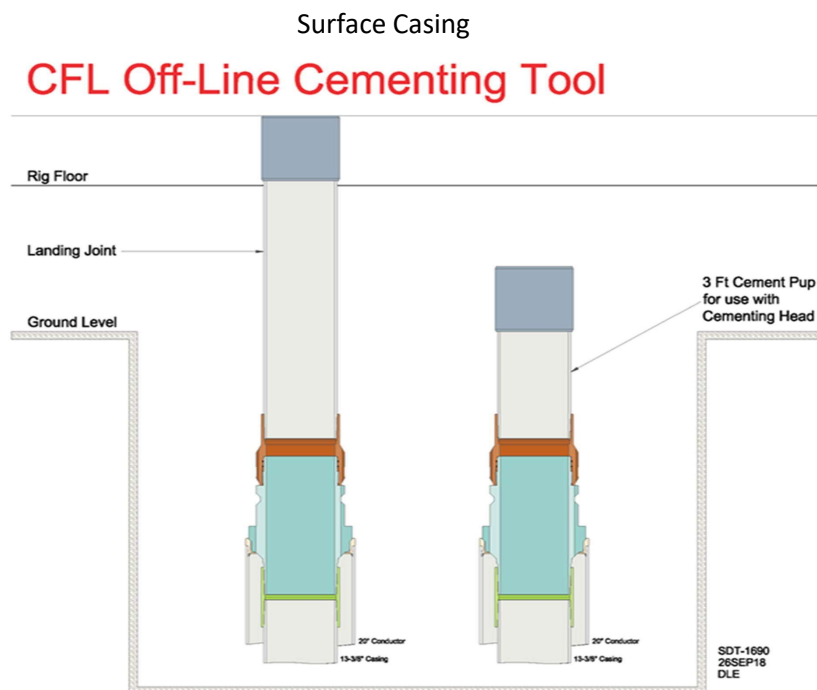 Surface Casing
CFL Off-Line Cementing Tool
Rig Floor
Landing Joint
3 Ft Cement Pup
for use with
Cementing Head
Ground Level
20" Conductor
13-3/8" Casing
20" Conductor
13-3/8" Casing
SDT-1690
26SEP18
DLE